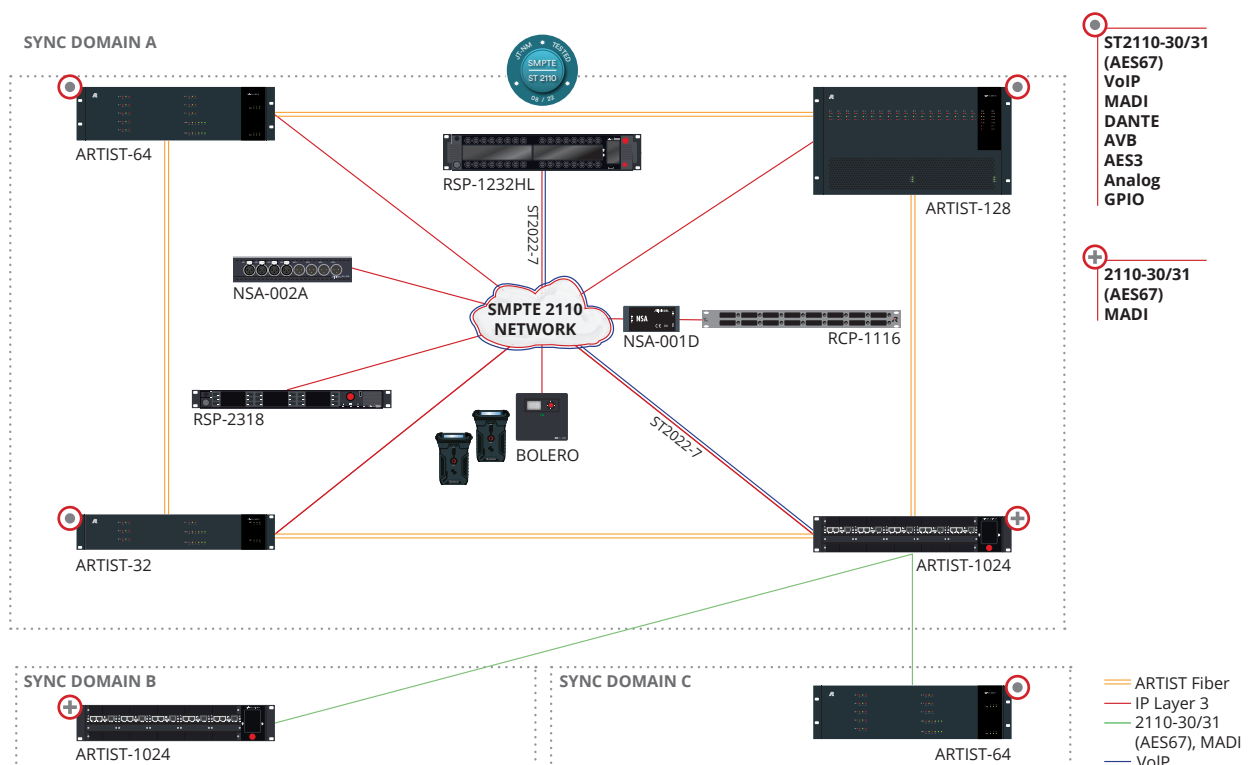 SYNC DOMAIN A
JT-NM • TESTED
SMPTE
ST 2110
08 / 22
ARTIST-64
RSP-1232HL
ARTIST-128
ST2022-7
NSA-002A
SMPTE 2110
NETWORK
NSA
NSA-001D
RCP-1116
RSP-2318
BOLERO
ST2022-7
ARTIST-32
ARTIST-1024
ST2110-30/31
(AES67)
VoIP
MADI
DANTE
AVB
AES3
Analog
GPIO
2110-30/31
(AES67)
MADI
SYNC DOMAIN B
ARTIST-1024
SYNC DOMAIN C
ARTIST-64
ARTIST Fiber
IP Layer 3
2110-30/31
(AES67), MADI
VoIP